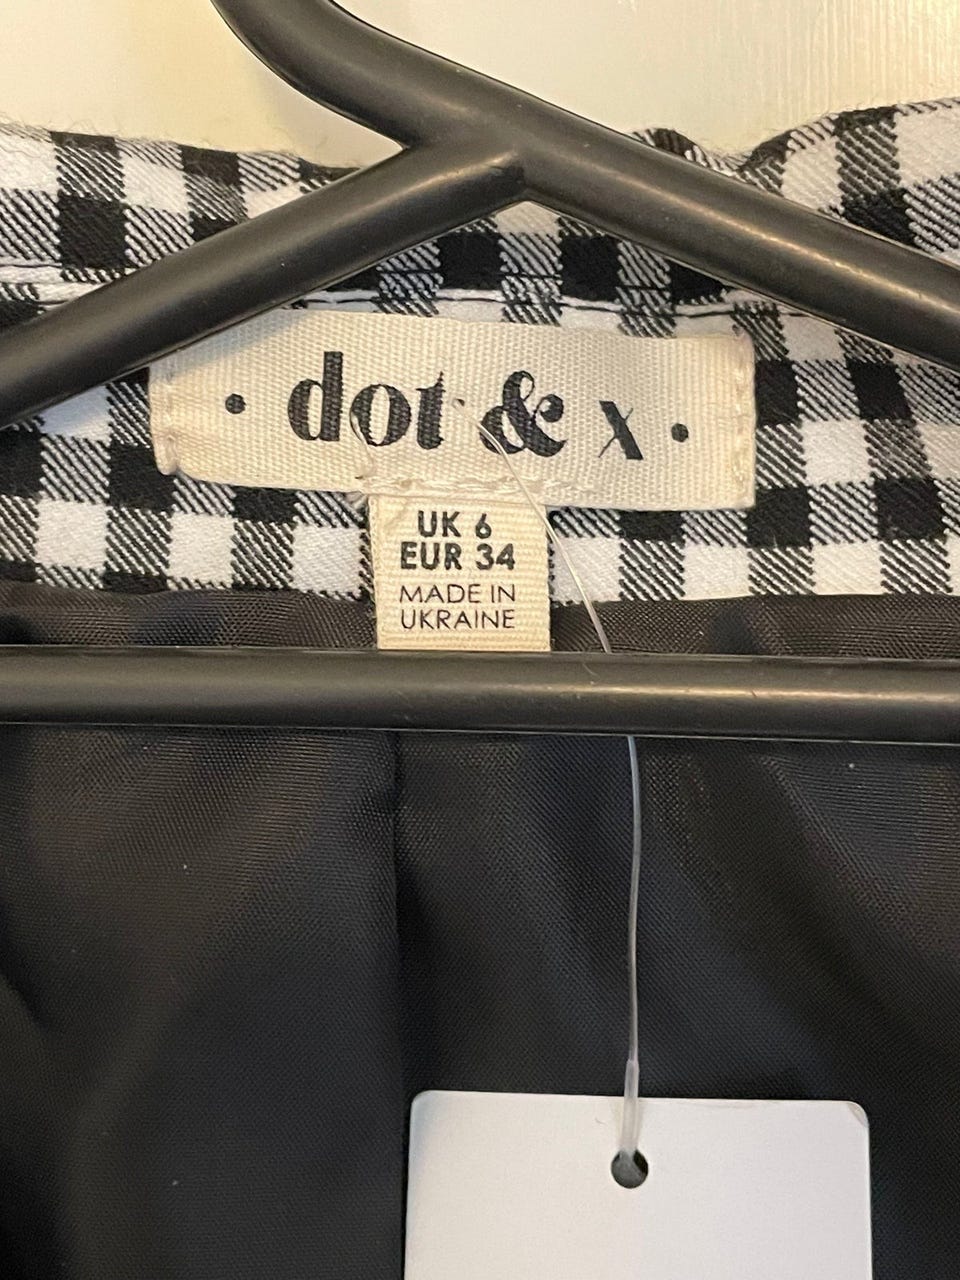 • dot & x •
UK 6
EUR 34
MADE IN
UKRAINE